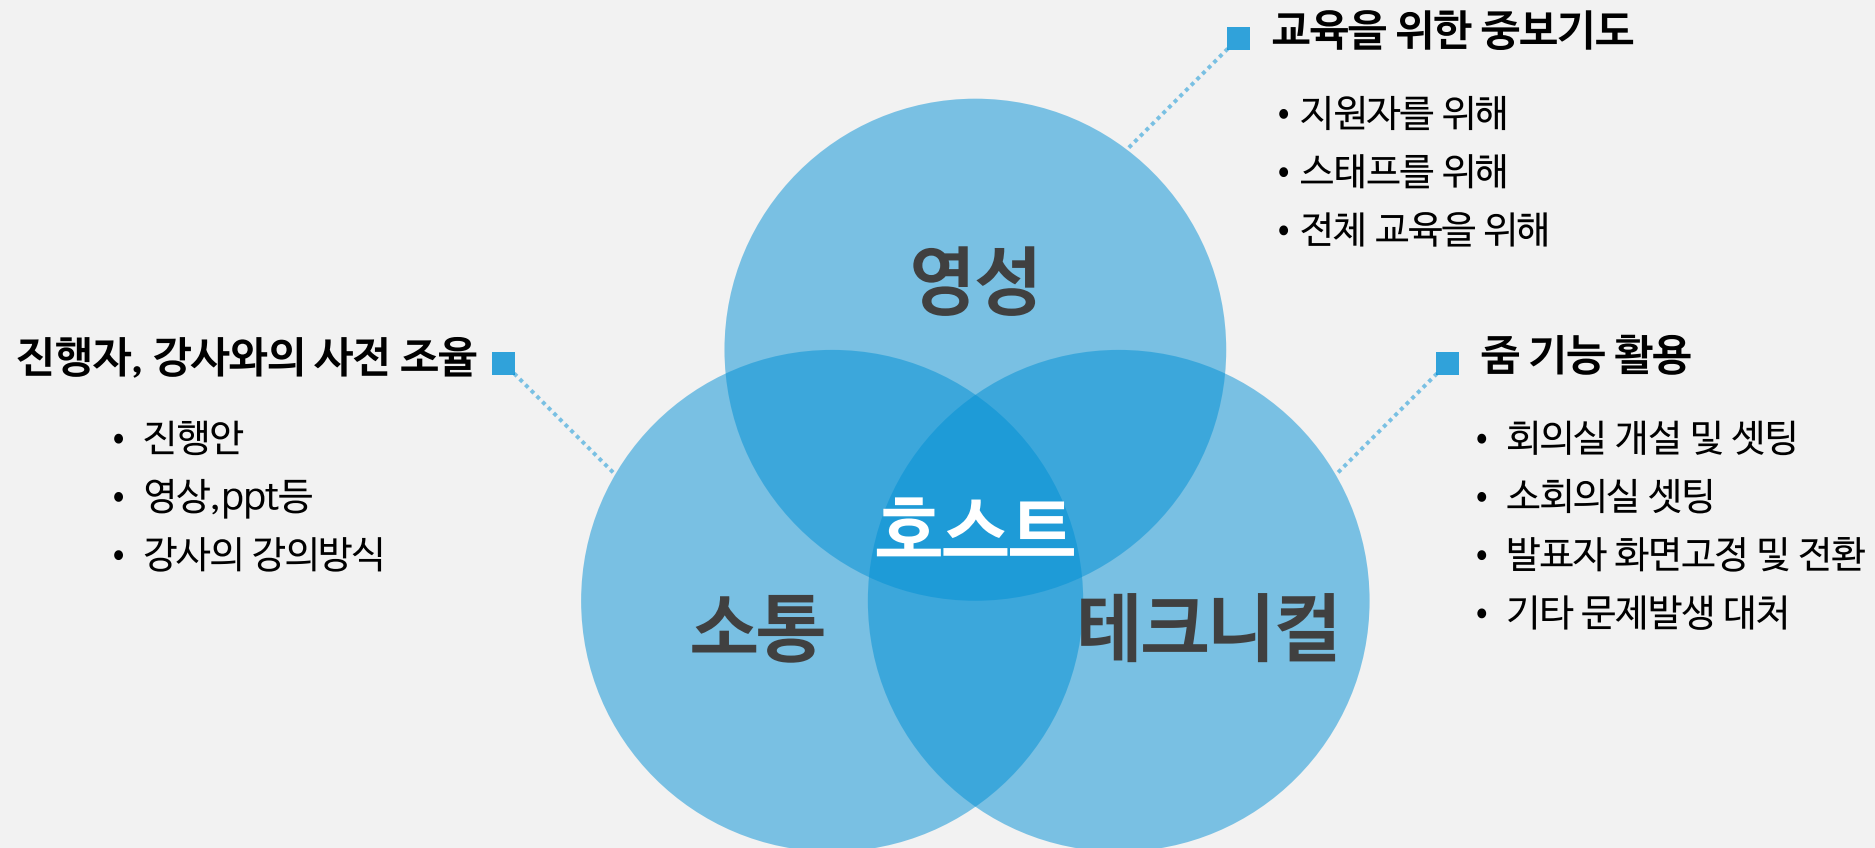 교육을 위한 중보기도
• 지원자를 위해
• 스태프를 위해
• 전체 교육을 위해
영성
진행자, 강사와의 사전 조율
• 진행안
• 영상,ppt등
• 강사의 강의방식
줌 기능 활용
• 회의실 개설 및 셋팅
• 소회의실 셋팅
• 발표자 화면고정 및 전환
• 기타 문제발생 대처
호스트
소통
테크니컬